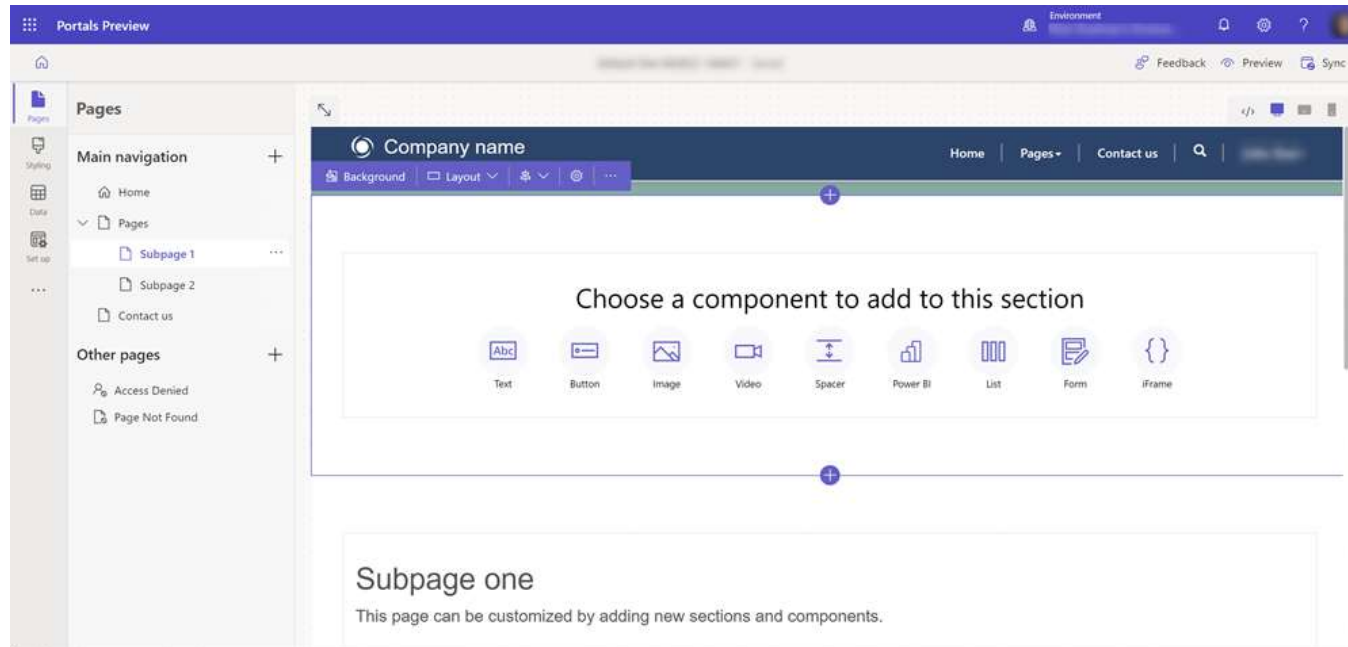 Portals Preview
Environment
?
Feedback
Preview
Sync
Pages
Styling
Data
Set up
Pages
Main navigation
Home
Pages
Subpage 1
Subpage 2
Contact us
Other pages
Access Denied
Page Not Found
Company name
Home | Pages | Contact us |
Background
Layout
Choose a component to add to this section
Abc
Text Button Image Video Spacer Power BI List Form iFrame
Subpage one
This page can be customized by adding new sections and components.